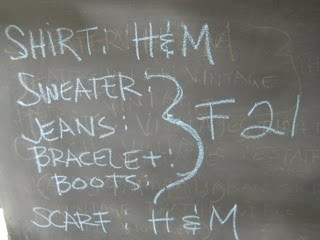 SHIRT: H&M
SWEATER:
JEANS: F21
BRACELET:
BOOTS:
SCARF: H&M